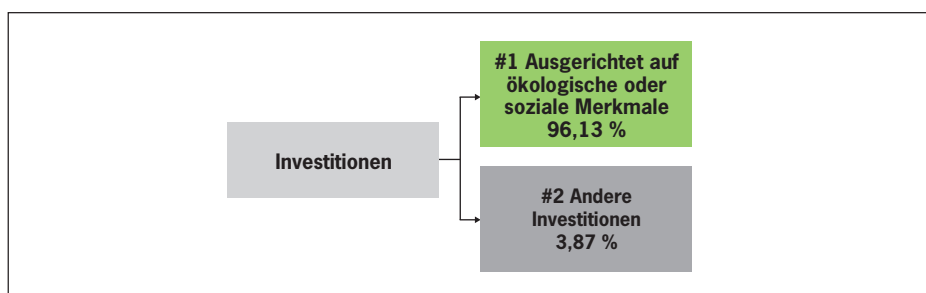 #1 Ausgerichtet auf
ökologische oder
soziale Merkmale
96,13 %
Investitionen
#2 Andere
Investitionen
3,87 %